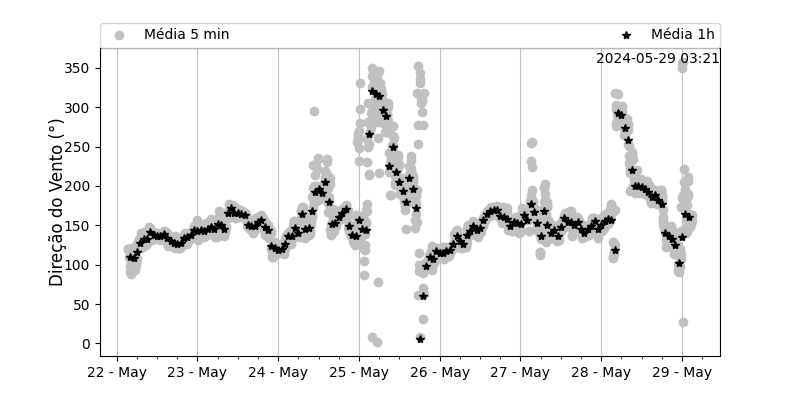 Média 5 min
Média 1h
2024-05-29 03:21
Direção do Vento (°)
350
300
250
200
150
100
50
0
22 - May
23 - May
24 - May
25 - May
26 - May
27 - May
28 - May
29 - May